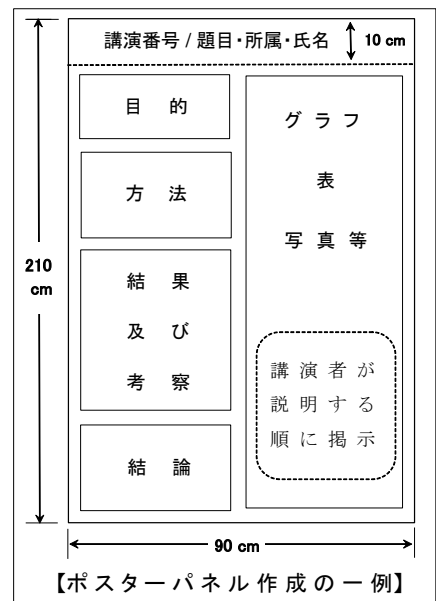 講演番号 / 題目・所属・氏名
10 cm
目 的
方 法
結 果
及 び
考 察
結 論
グ ラ フ
表
写 真 等
講 演 者 が
説 明 す る
順 に 掲 示
210
cm
90 cm
【ポ ス タ ー パ ネ ル 作 成 の 一 例】